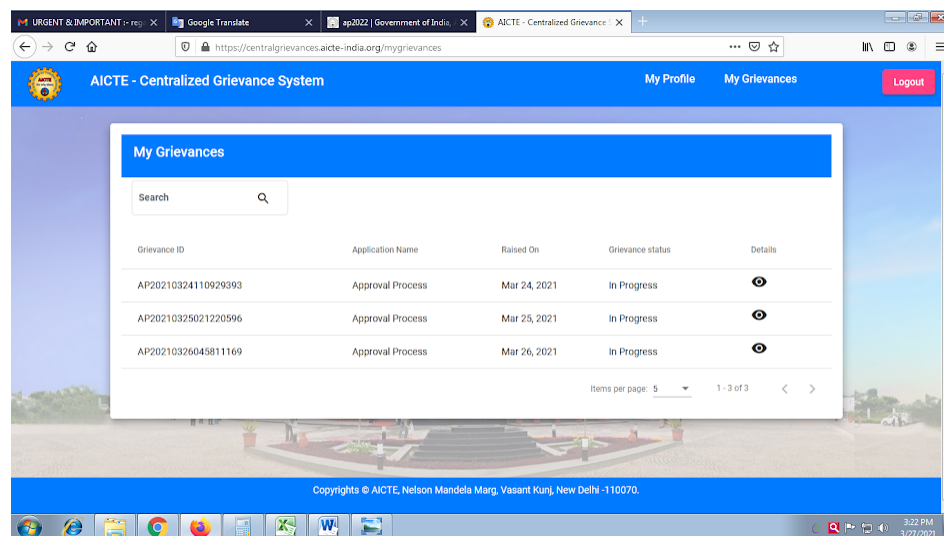 URGENT & IMPORTANT :- reg
Google Translate
ap2022 | Government of India,
AICTE - Centralized Grievance
https://centralgrievances.aicte-india.org/mygrievances
AICTE - Centralized Grievance System
My Profile
My Grievances
Logout
My Grievances
Search
Grievance ID Application Name Raised On Grievance status Details
AP20210324110929393 Approval Process Mar 24, 2021 In Progress
AP20210325021220596 Approval Process Mar 25, 2021 In Progress
AP20210326045811169 Approval Process Mar 26, 2021 In Progress
Items per page: 5 1 - 3 of 3
Copyrights © AICTE, Nelson Mandela Marg, Vasant Kunj, New Delhi -110070.
3:22 PM
3/27/2021